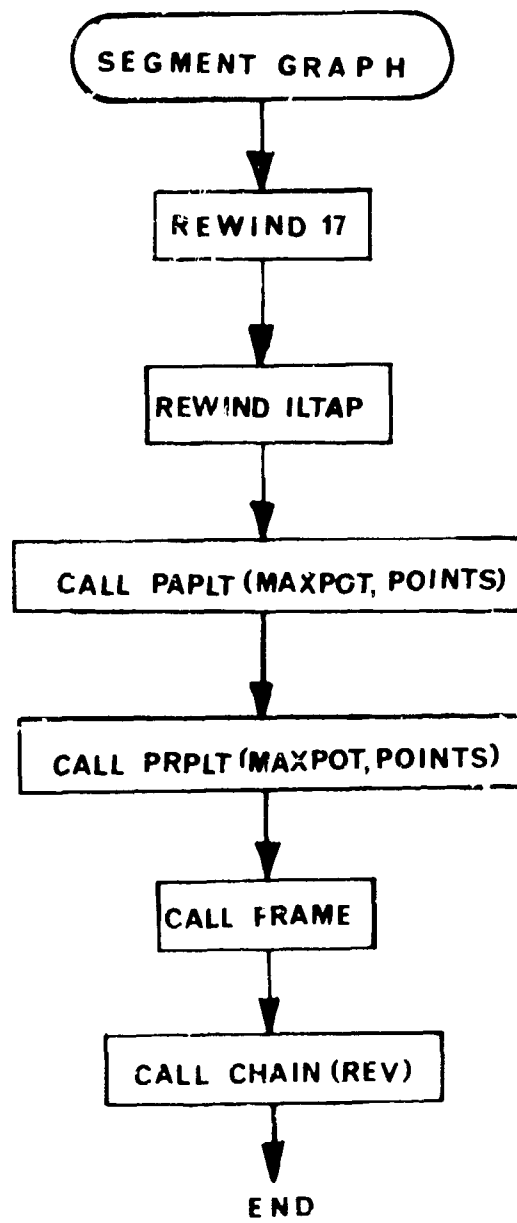 SEGMENT GRAPH
REWIND 17
REWIND ILTAP
CALL PAPLT (MAXPOT, POINTS)
CALL PRPLT (MAXPOT, POINTS)
CALL FRAME
CALL CHAIN (REV)
END